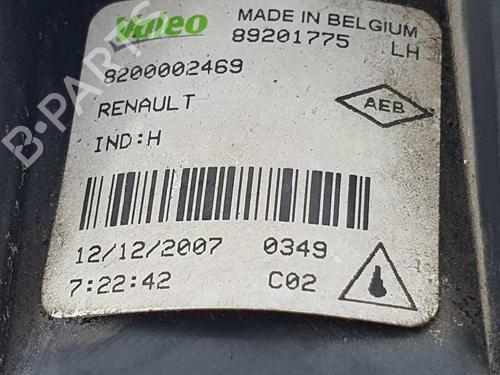 Valeo MADE IN BELGIUM
89201775 LH
8200002469
RENAULT
AEB
IND:H
12/12/2007 0349
7:22:42 C02
B-PARTS